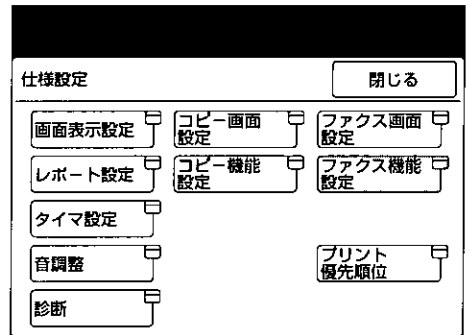 仕様設定
閉じる
画面表示設定
コピー画面
設定
ファクス画面
設定
レポート設定
コピー機能
設定
ファクス機能
設定
タイマ設定
音調整
プリント
優先順位
診断